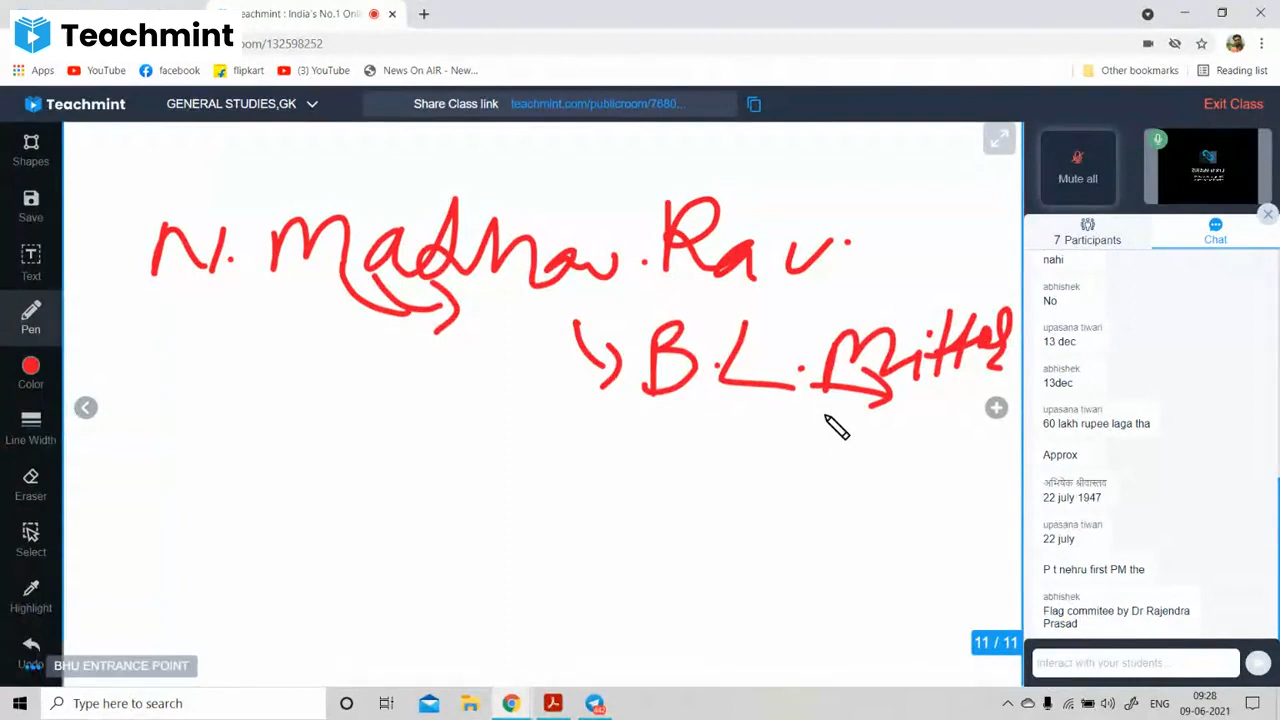 Teachmint
eachmint : India's No.1 Onli
oom/132598252
Apps YouTube facebook flipkart (3) YouTube News On AIR - New... Other bookmarks Reading list
Teachmint GENERAL STUDIES,GK Share Class link teachmint.com/publicroom/7680... Exit Class
Shapes
Save
Text
Pen
Color
Line Width
Eraser
Select
Highlight
Undo
N. Madhav. Rav.
B.L. Mittal
11 / 11
BHU ENTRANCE POINT
Mute all
7 Participants Chat
nahi
abhishek
No
upasana tiwari
13 dec
abhishek
13dec
upasana tiwari
60 lakh rupee laga tha
Approx
अभिषेक श्रीवास्तव
22 july 1947
upasana tiwari
22 july
P t nehru first PM the
abhishek
Flag commitee by Dr Rajendra
Prasad
Interact with your students...
Type here to search
442
ENG
09:28
09-06-2021